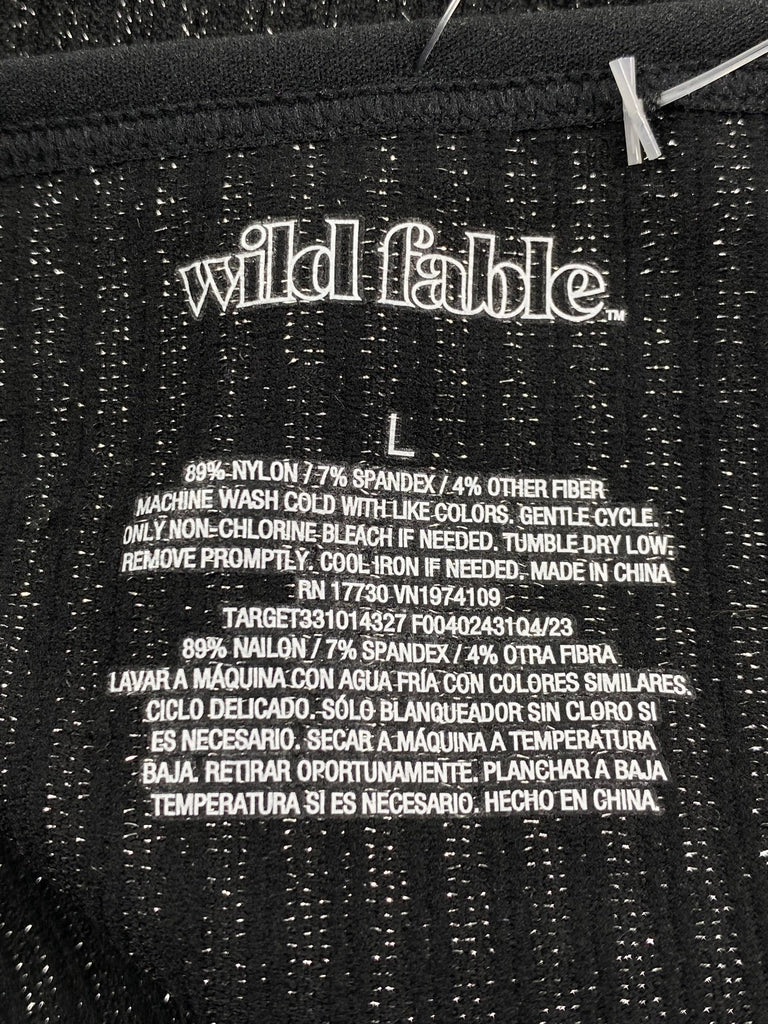 wild fable™
L
89% NYLON / 7% SPANDEX / 4% OTHER FIBER
MACHINE WASH COLD WITH LIKE COLORS. GENTLE CYCLE.
ONLY NON-CHLORINE BLEACH IF NEEDED. TUMBLE DRY LOW.
REMOVE PROMPTLY. COOL IRON IF NEEDED. MADE IN CHINA
RN 17730 VN1974109
TARGET331014327 F00402431Q4/23
89% NAILON / 7% SPANDEX / 4% OTRA FIBRA
LAVAR A MÁQUINA CON AGUA FRÍA CON COLORES SIMILARES.
CICLO DELICADO. SÓLO BLANQUEADOR SIN CLORO SI
ES NECESARIO. SECAR A MÁQUINA A TEMPERATURA
BAJA. RETIRAR OPORTUNAMENTE. PLANCHAR A BAJA
TEMPERATURA SI ES NECESARIO. HECHO EN CHINA.